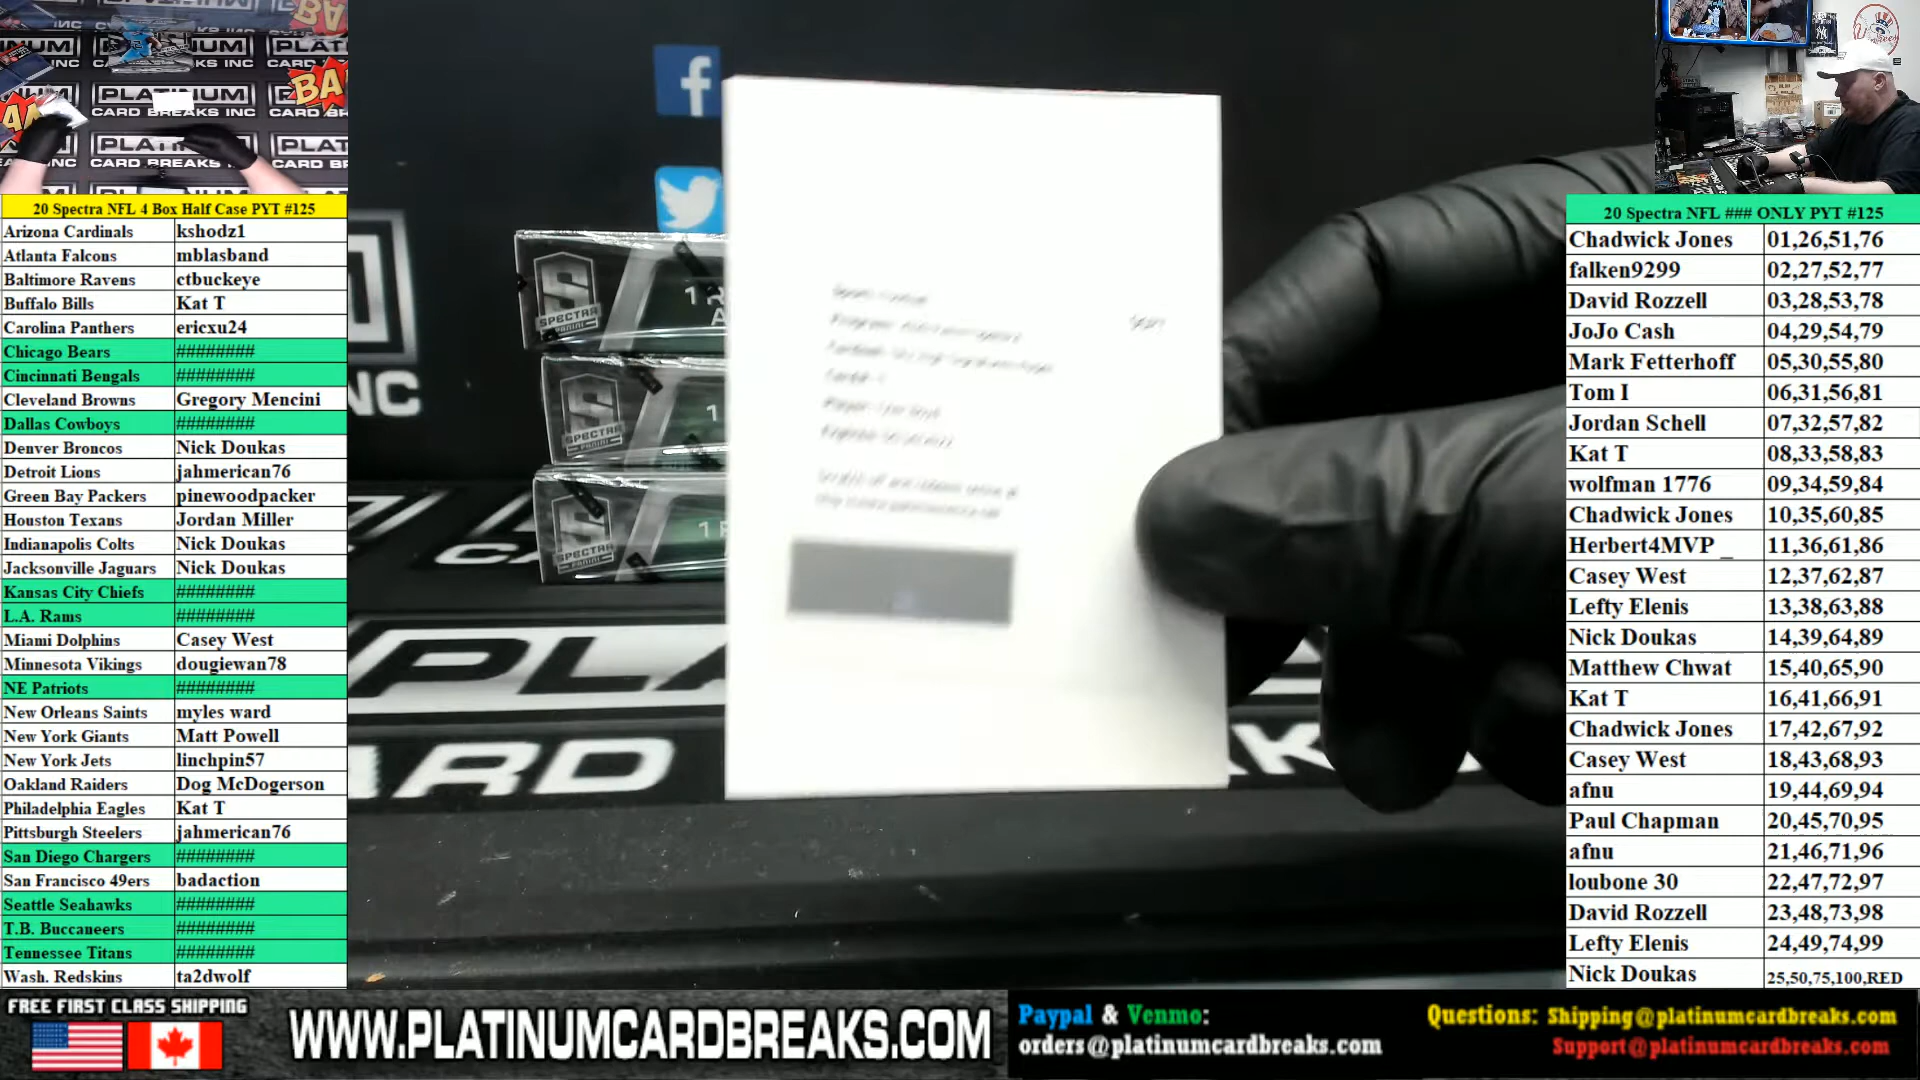 20 Spectra NFL 4 Box Half Case PYT #125
Arizona Cardinals kshodz1
Atlanta Falcons mblasband
Baltimore Ravens ctbuckeye
Buffalo Bills Kat T
Carolina Panthers ericxu24
Chicago Bears ########
Cincinnati Bengals ########
Cleveland Browns Gregory Mencini
Dallas Cowboys ########
Denver Broncos Nick Doukas
Detroit Lions jahmerican76
Green Bay Packers pinewoodpacker
Houston Texans Jordan Miller
Indianapolis Colts Nick Doukas
Jacksonville Jaguars Nick Doukas
Kansas City Chiefs ########
L.A. Rams ########
Miami Dolphins Casey West
Minnesota Vikings dougiewan78
NE Patriots ########
New Orleans Saints myles ward
New York Giants Matt Powell
New York Jets linchpin57
Oakland Raiders Dog McDogerson
Philadelphia Eagles Kat T
Pittsburgh Steelers jahmerican76
San Diego Chargers ########
San Francisco 49ers badaction
Seattle Seahawks ########
T.B. Buccaneers ########
Tennessee Titans ########
Wash. Redskins ta2dwolf
PLATINUM
CARD BREAKS INC
SPECTRA
PANINI
SPECTRA
PANINI
SPECTRA
PANINI
INC
20 Spectra NFL ### ONLY PYT #125
Chadwick Jones 01,26,51,76
falken9299 02,27,52,77
David Rozzell 03,28,53,78
JoJo Cash 04,29,54,79
Mark Fetterhoff 05,30,55,80
Tom I 06,31,56,81
Jordan Schell 07,32,57,82
Kat T 08,33,58,83
wolfman 1776 09,34,59,84
Chadwick Jones 10,35,60,85
Herbert4MVP _ 11,36,61,86
Casey West 12,37,62,87
Lefty Elenis 13,38,63,88
Nick Doukas 14,39,64,89
Matthew Chwat 15,40,65,90
Kat T 16,41,66,91
Chadwick Jones 17,42,67,92
Casey West 18,43,68,93
afnu 19,44,69,94
Paul Chapman 20,45,70,95
afnu 21,46,71,96
loubone 30 22,47,72,97
David Rozzell 23,48,73,98
Lefty Elenis 24,49,74,99
Nick Doukas 25,50,75,100,RED
FREE FIRST CLASS SHIPPING
WWW.PLATINUMCARDBREAKS.COM
Paypal & Venmo:
orders@platinumcardbreaks.com
Questions: Shipping@platinumcardbreaks.com
Support@platinumcardbreaks.com